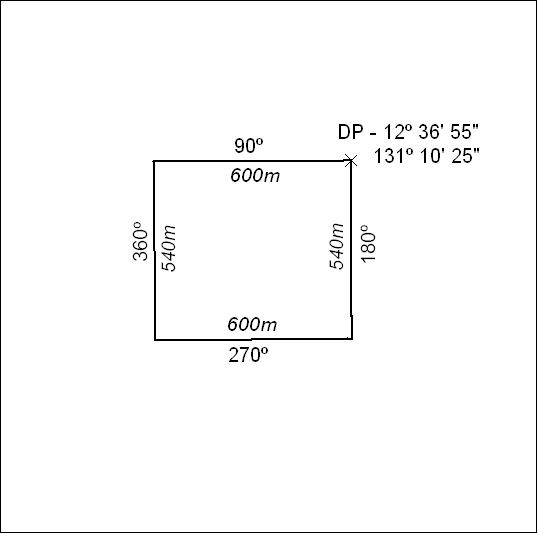 DP - 12º 36' 55"
131º 10' 25"
90º
600m
360º
540m
540m
180º
600m
270º